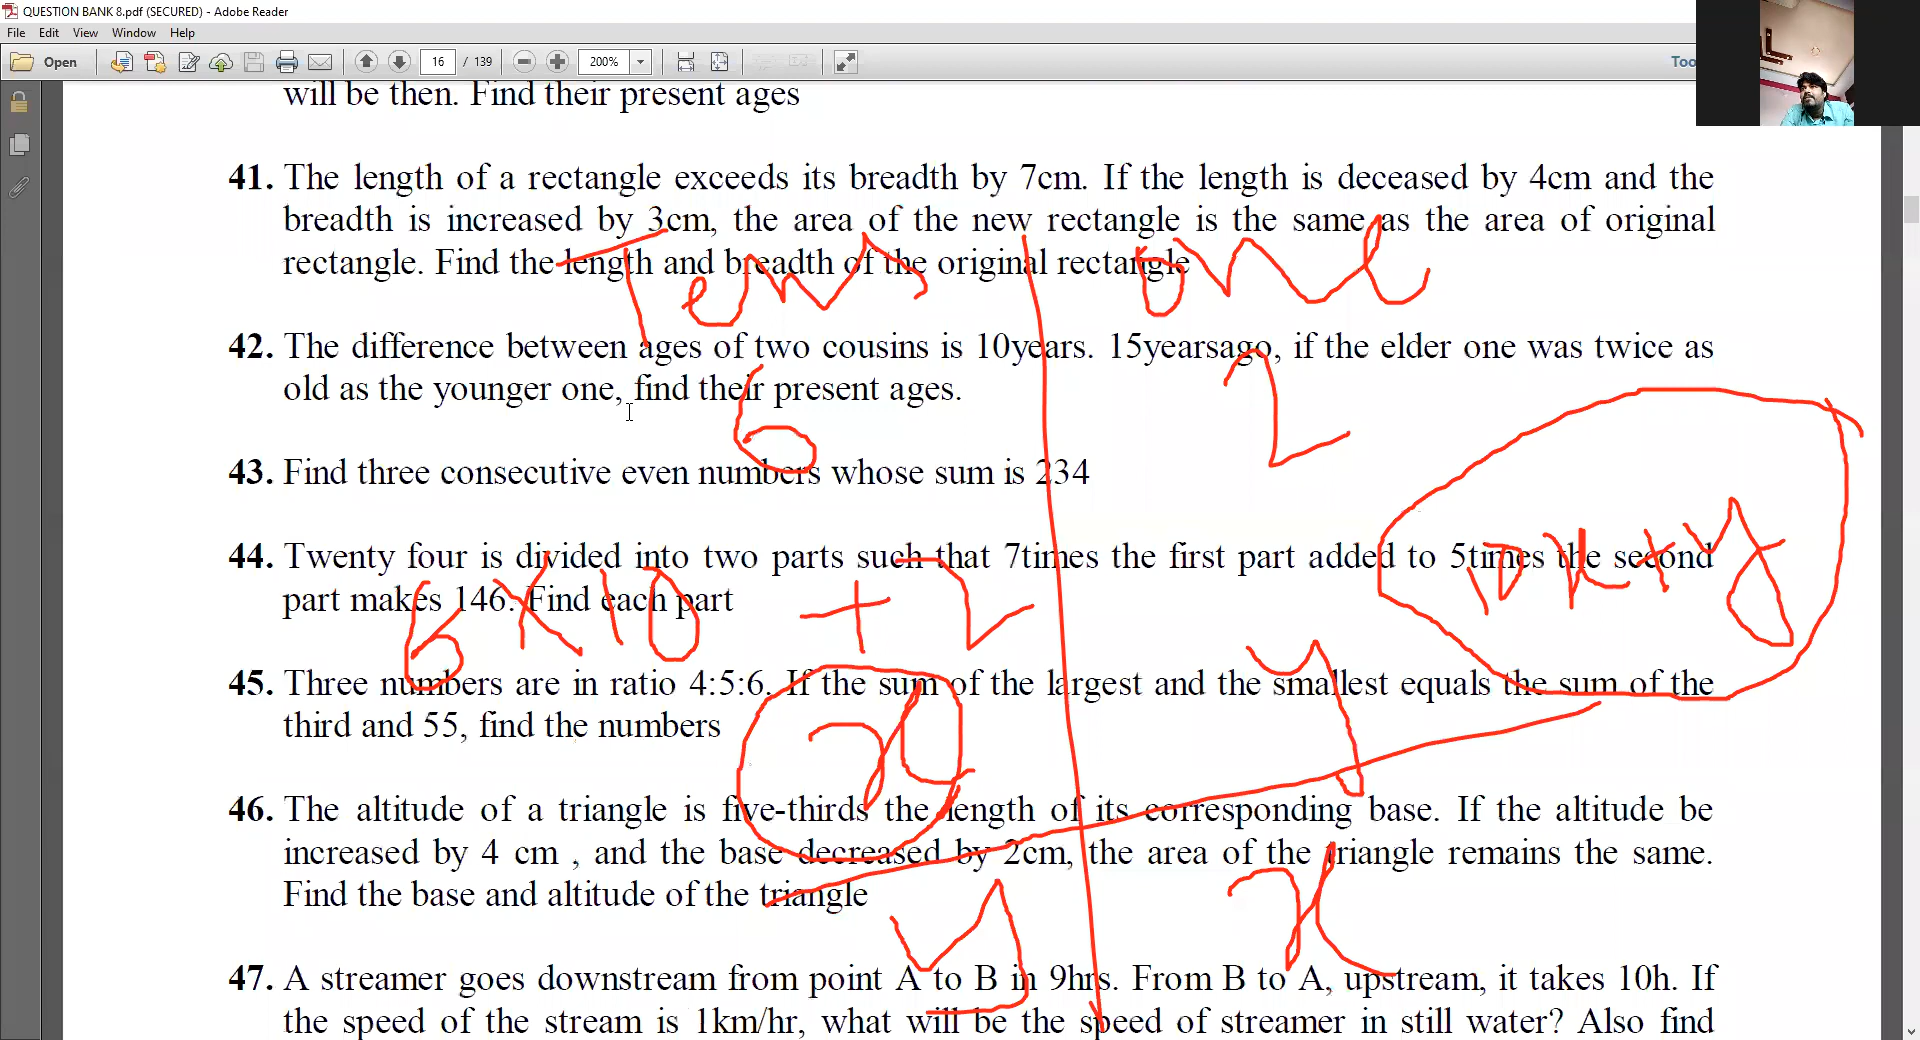 QUESTION BANK 8.pdf (SECURED) - Adobe Reader
File Edit View Window Help
Open 16 / 139 200% Too
will be then. Find their present ages
41. The length of a rectangle exceeds its breadth by 7cm. If the length is deceased by 4cm and the
breadth is increased by 3cm, the area of the new rectangle is the same as the area of original
rectangle. Find the length and breadth of the original rectangle
Tens one
42. The difference between ages of two cousins is 10years. 15yearsago, if the elder one was twice as
old as the younger one, find their present ages.
6 2
43. Find three consecutive even numbers whose sum is 234
44. Twenty four is divided into two parts such that 7times the first part added to 5times the second
part makes 146. Find each part
10x+y
6×10 + 2
45. Three numbers are in ratio 4:5:6. If the sum of the largest and the smallest equals the sum of the
third and 55, find the numbers
x y
46. The altitude of a triangle is five-thirds the length of its corresponding base. If the altitude be
increased by 4 cm , and the base decreased by 2cm, the area of the triangle remains the same.
Find the base and altitude of the triangle
y x
47. A streamer goes downstream from point A to B in 9hrs. From B to A, upstream, it takes 10h. If
the speed of the stream is 1km/hr, what will be the speed of streamer in still water? Also find